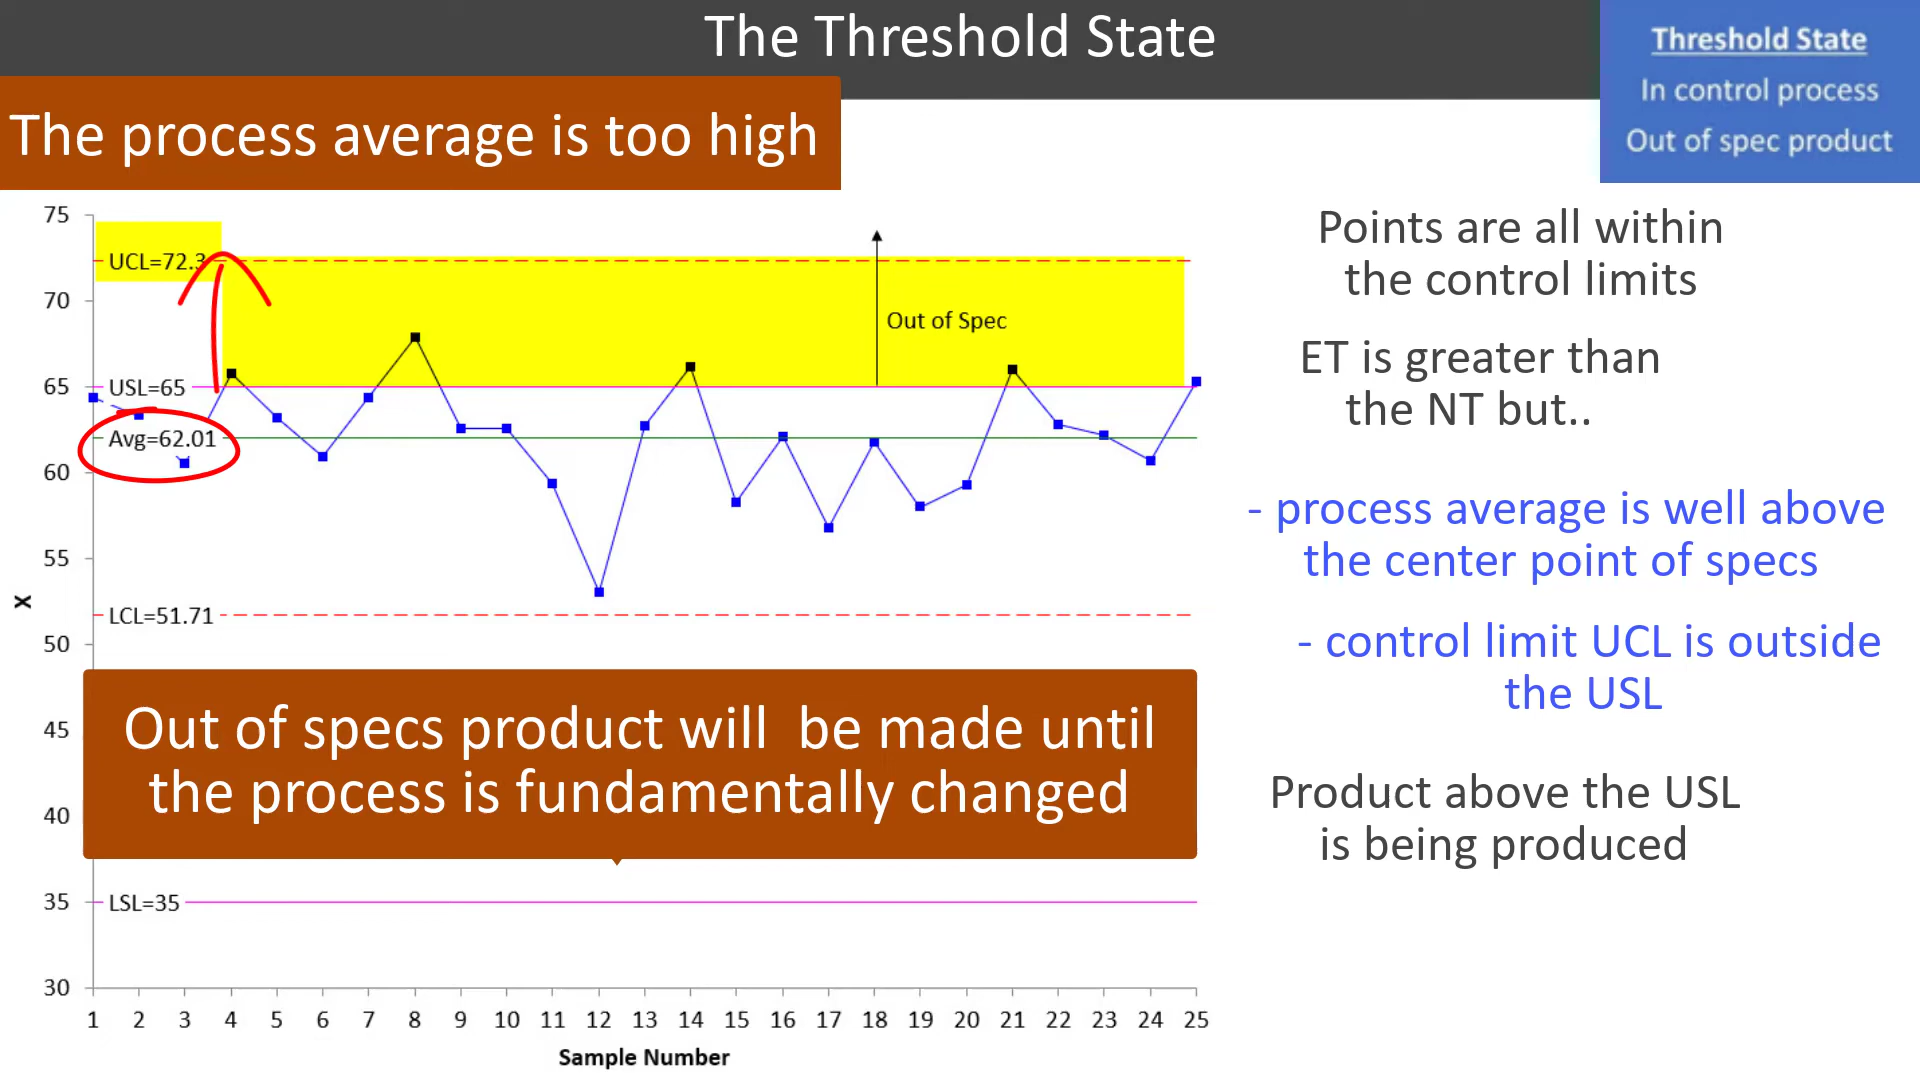 The Threshold State
Threshold State
In control process
Out of spec product
The process average is too high
75
UCL=72.3
70
Out of Spec
65
USL=65
Avg=62.01
60
55
X
LCL=51.71
50
45
40
35
LSL=35
30
1 2 3 4 5 6 7 8 9 10 11 12 13 14 15 16 17 18 19 20 21 22 23 24 25
Sample Number
Out of specs product will be made until
the process is fundamentally changed
Points are all within
the control limits
ET is greater than
the NT but..
- process average is well above
the center point of specs
- control limit UCL is outside
the USL
Product above the USL
is being produced